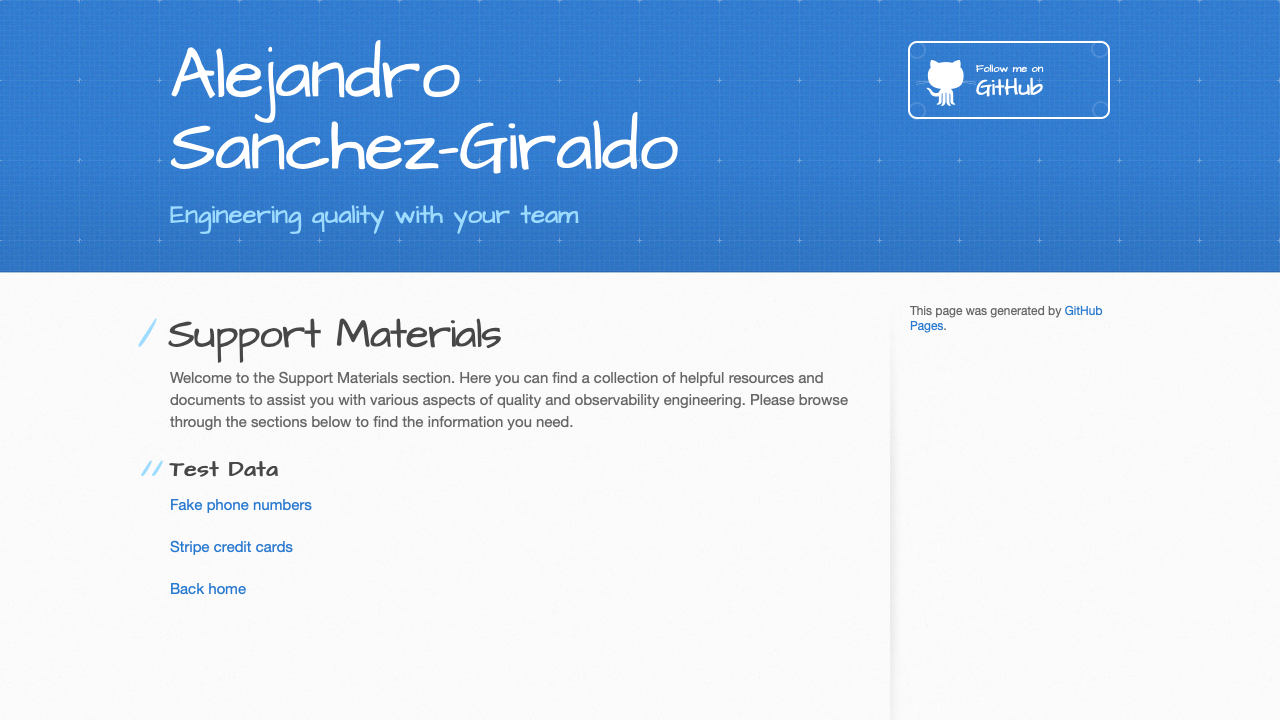 Alejandro
Sanchez-Giraldo
Engineering quality with your team
Follow me on
GitHub
Support Materials
Welcome to the Support Materials section. Here you can find a collection of helpful resources and
documents to assist you with various aspects of quality and observability engineering. Please browse
through the sections below to find the information you need.
Test Data
Fake phone numbers
Stripe credit cards
Back home
This page was generated by GitHub
Pages.